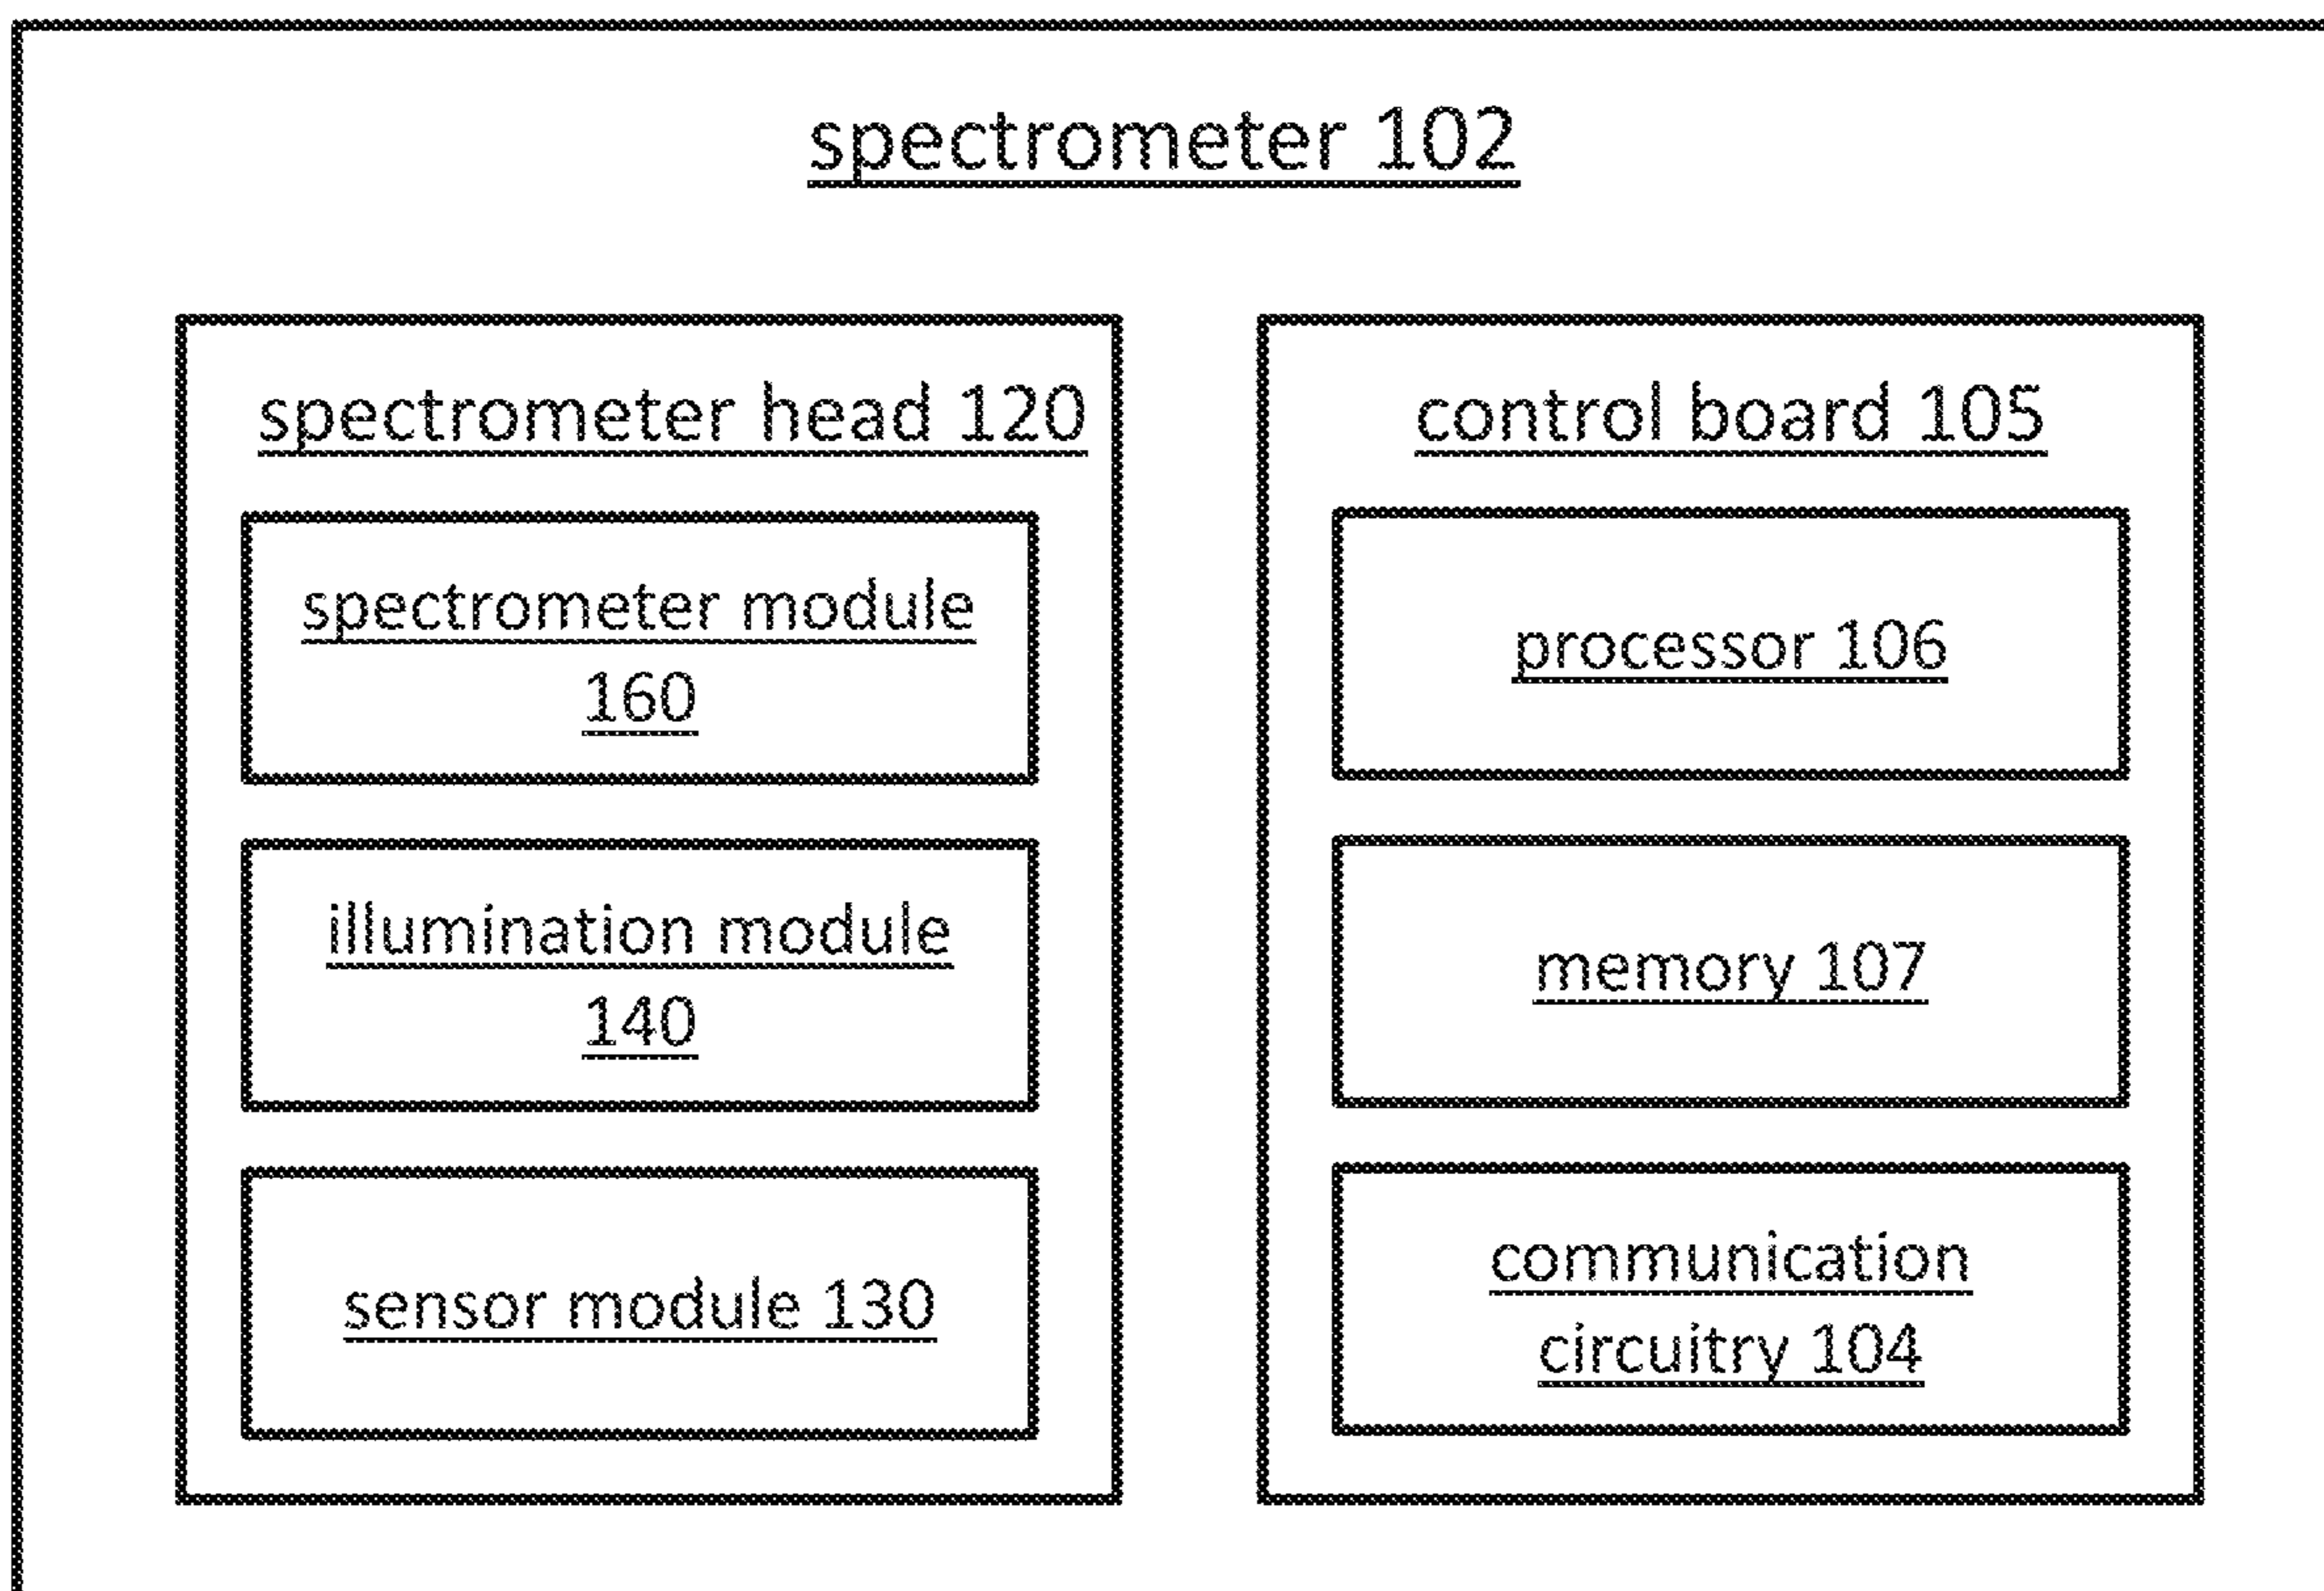 spectrometer 102
spectrometer head 120
spectrometer module
160
illumination module
140
sensor module 130
control board 105
processor 106
memory 107
communication
circuitry 104